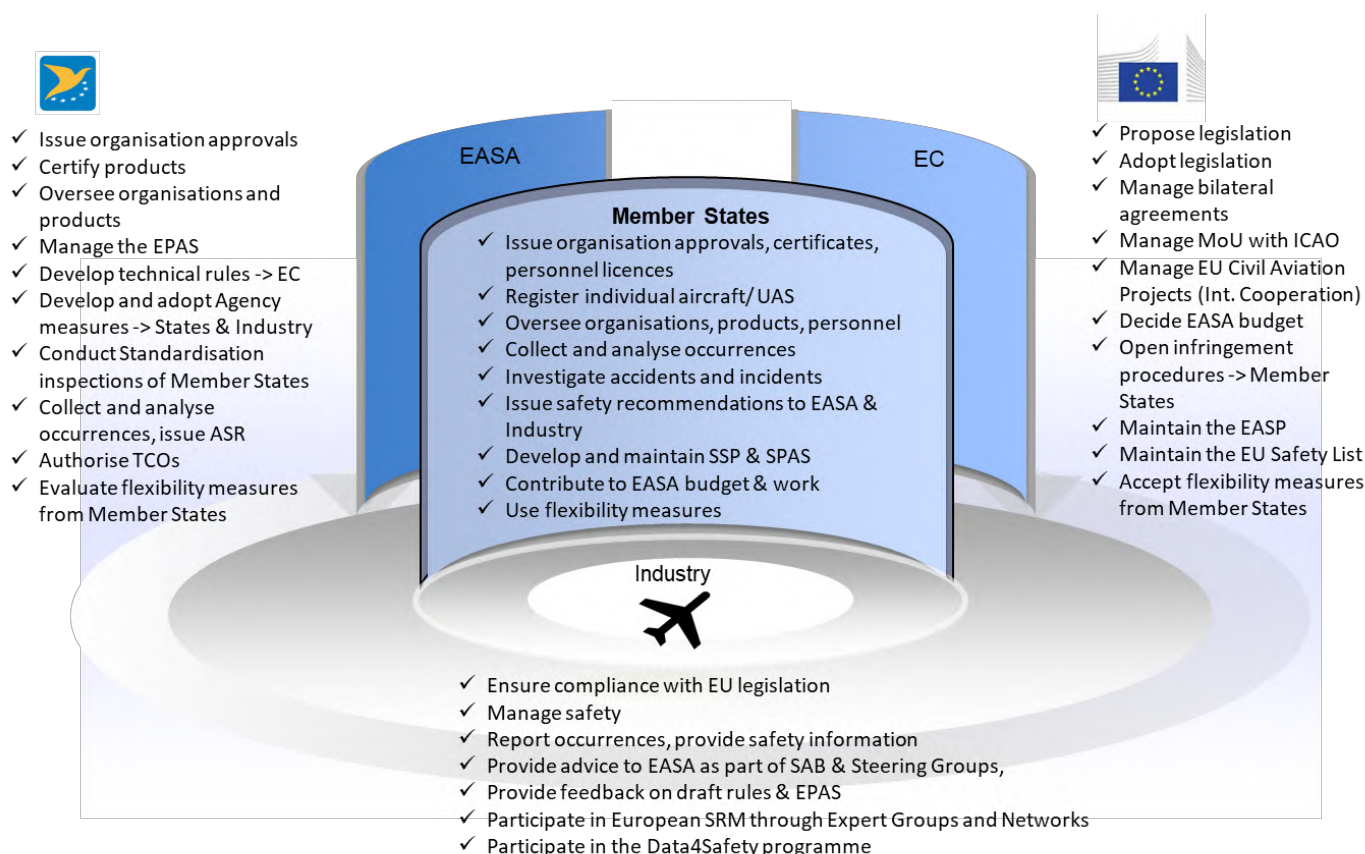 Issue organisation approvals
Certify products
Oversee organisations and
products
Manage the EPAS
Develop technical rules -> EC
Develop and adopt Agency
measures -> States & Industry
Conduct Standardisation
inspections of Member States
Collect and analyse
occurrences, issue ASR
Authorise TCOs
Evaluate flexibility measures
from Member States
EASA
EC
Member States
Issue organisation approvals, certificates,
personnel licences
Register individual aircraft/ UAS
Oversee organisations, products, personnel
Collect and analyse occurrences
Investigate accidents and incidents
Issue safety recommendations to EASA &
Industry
Develop and maintain SSP & SPAS
Contribute to EASA budget & work
Use flexibility measures
Propose legislation
Adopt legislation
Manage bilateral
agreements
Manage MoU with ICAO
Manage EU Civil Aviation
Projects (Int. Cooperation)
Decide EASA budget
Open infringement
procedures -> Member
States
Maintain the EASP
Maintain the EU Safety List
Accept flexibility measures
from Member States
Industry
Ensure compliance with EU legislation
Manage safety
Report occurrences, provide safety information
Provide advice to EASA as part of SAB & Steering Groups,
Provide feedback on draft rules & EPAS
Participate in European SRM through Expert Groups and Networks
Participate in the Data4Safety programme